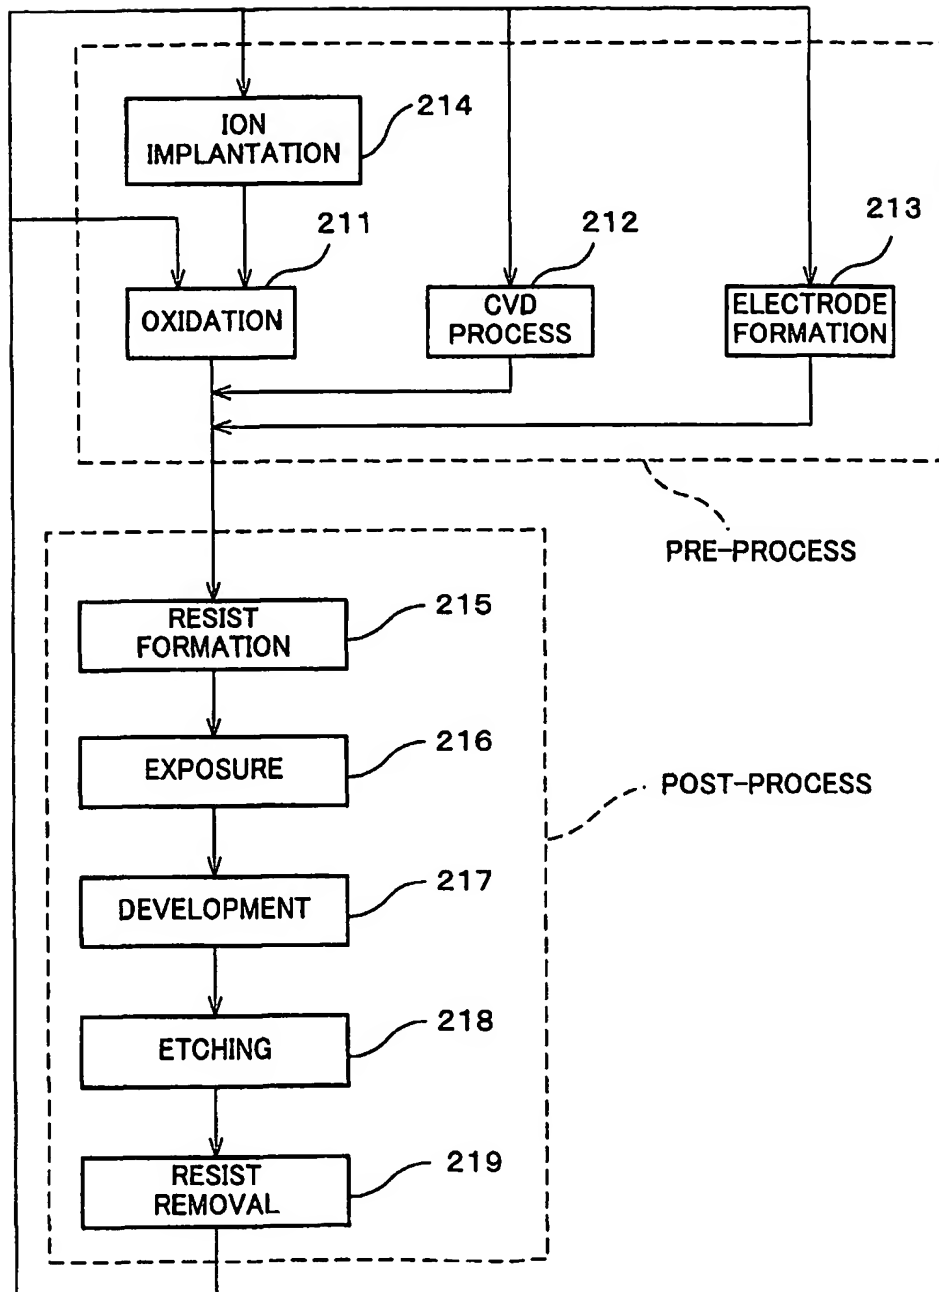 ION
IMPLANTATION
214
211
212
213
OXIDATION
CVD
PROCESS
ELECTRODE
FORMATION
PRE-PROCESS
RESIST
FORMATION
215
EXPOSURE
216
POST-PROCESS
DEVELOPMENT
217
ETCHING
218
RESIST
REMOVAL
219